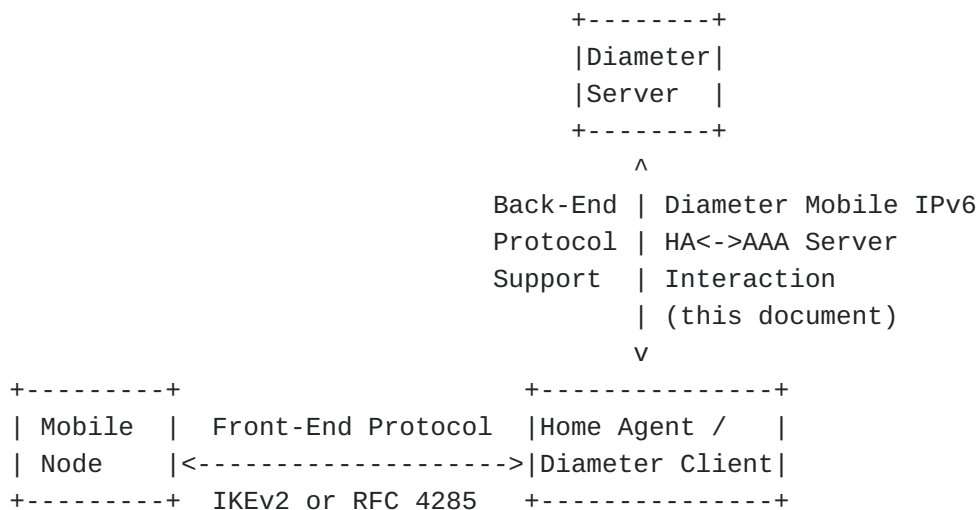 +--------+
|Diameter|
|Server  |
+--------+
^
Back-End | Diameter Mobile IPv6
Protocol | HA<->AAA Server
Support  | Interaction
| (this document)
v
+---------+                      +---------------+
| Mobile  |  Front-End Protocol  |Home Agent /   |
| Node    |<-------------------->|Diameter Client|
+---------+  IKEv2 or RFC 4285   +---------------+